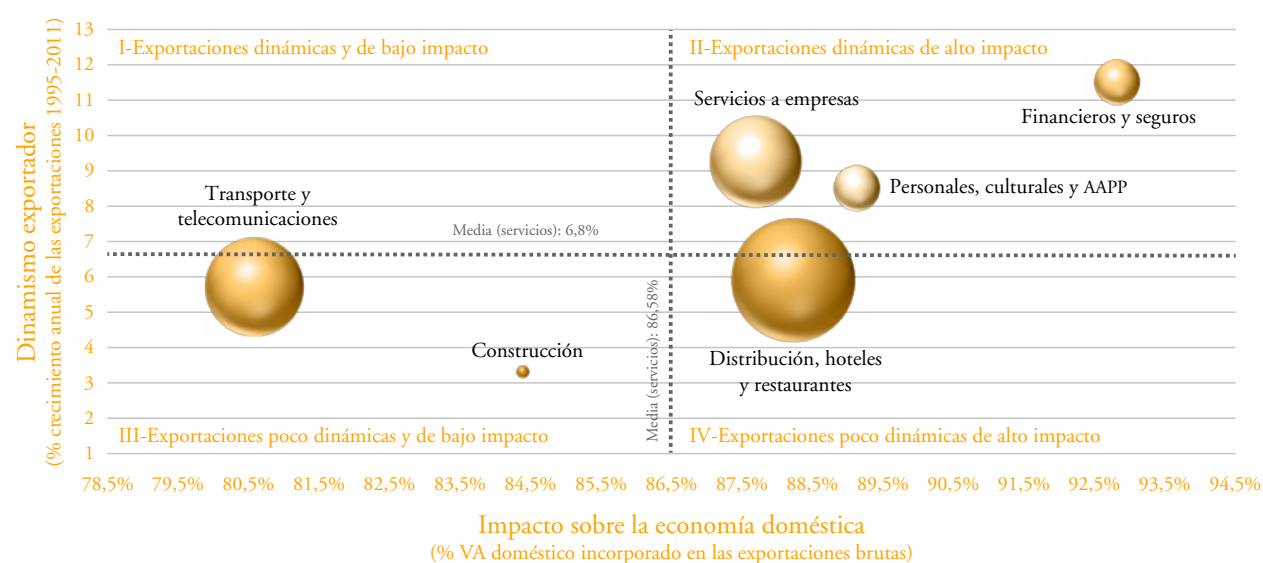 Dinamismo exportador
(% crecimiento anual de las exportaciones 1995-2011)
13
12
11
10
9
8
7
6
5
4
3
2
1
I-Exportaciones dinámicas y de bajo impacto
II-Exportaciones dinámicas de alto impacto
Servicios a empresas
Financieros y seguros
Transporte y
telecomunicaciones
Personales, culturales y AAPP
Media (servicios): 6,8%
Media (servicios): 86,58%
Construcción
Distribución, hoteles
y restaurantes
III-Exportaciones poco dinámicas y de bajo impacto
IV-Exportaciones poco dinámicas de alto impacto
78,5% 79,5% 80,5% 81,5% 82,5% 83,5% 84,5% 85,5% 86,5% 87,5% 88,5% 89,5% 90,5% 91,5% 92,5% 93,5% 94,5%
Impacto sobre la economía doméstica
(% VA doméstico incorporado en las exportaciones brutas)